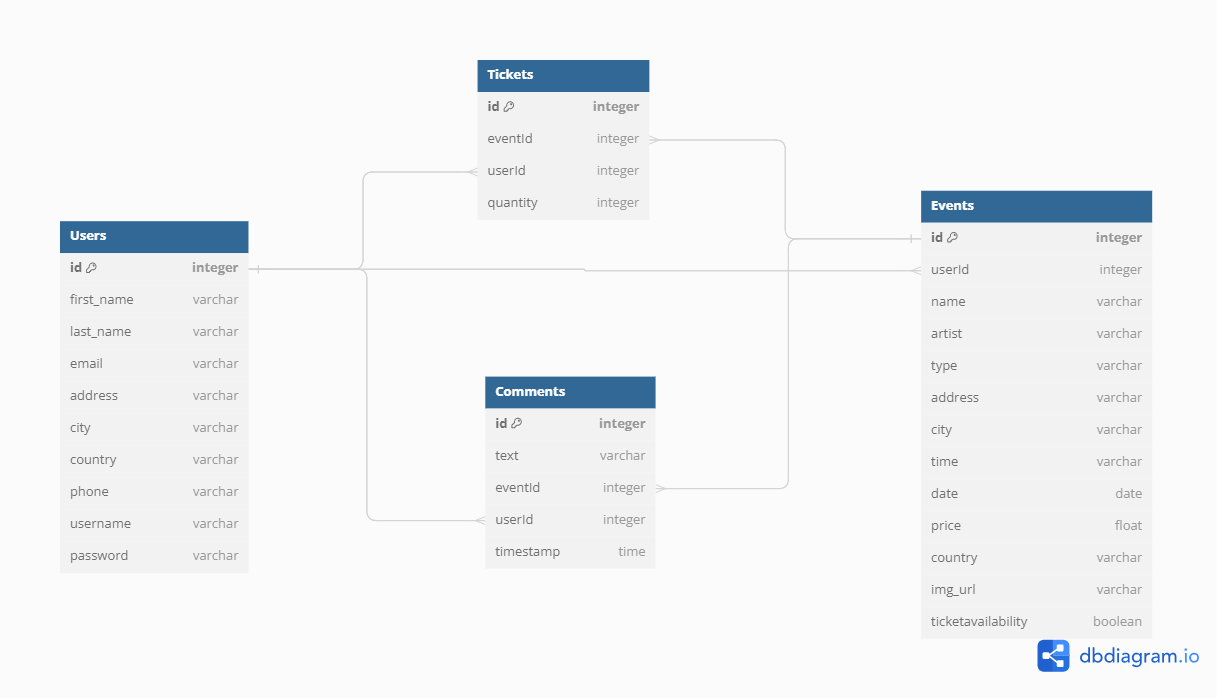 Tickets
id integer
eventId integer
userId integer
quantity integer
Users
id integer
first_name varchar
last_name varchar
email varchar
address varchar
city varchar
country varchar
phone varchar
username varchar
password varchar
Comments
id integer
text varchar
eventId integer
userId integer
timestamp time
Events
id integer
userId integer
name varchar
artist varchar
type varchar
address varchar
city varchar
time varchar
date date
price float
country varchar
img_url varchar
ticketavailability boolean
dbdiagram.io